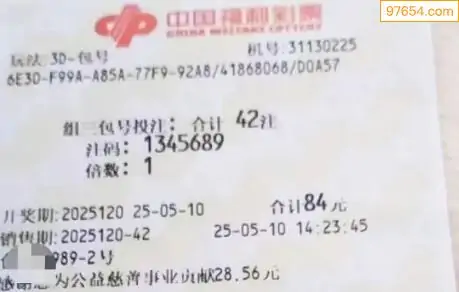 97654.com
中国福利彩票
CHINA WELFARE LOTTERY
玩法:3D-包号
机号:31130225
6E30-F99A-A85A-77F9-92A8/41868068/D0A57
组三包号投注: 合计 42注
注码: 1345689
倍数: 1
开奖期:2025120 25-05-10 合计84元
销售期:2025120-42 25-05-10 14:23:45
989-2号
感谢您为公益慈善事业贡献28.56元